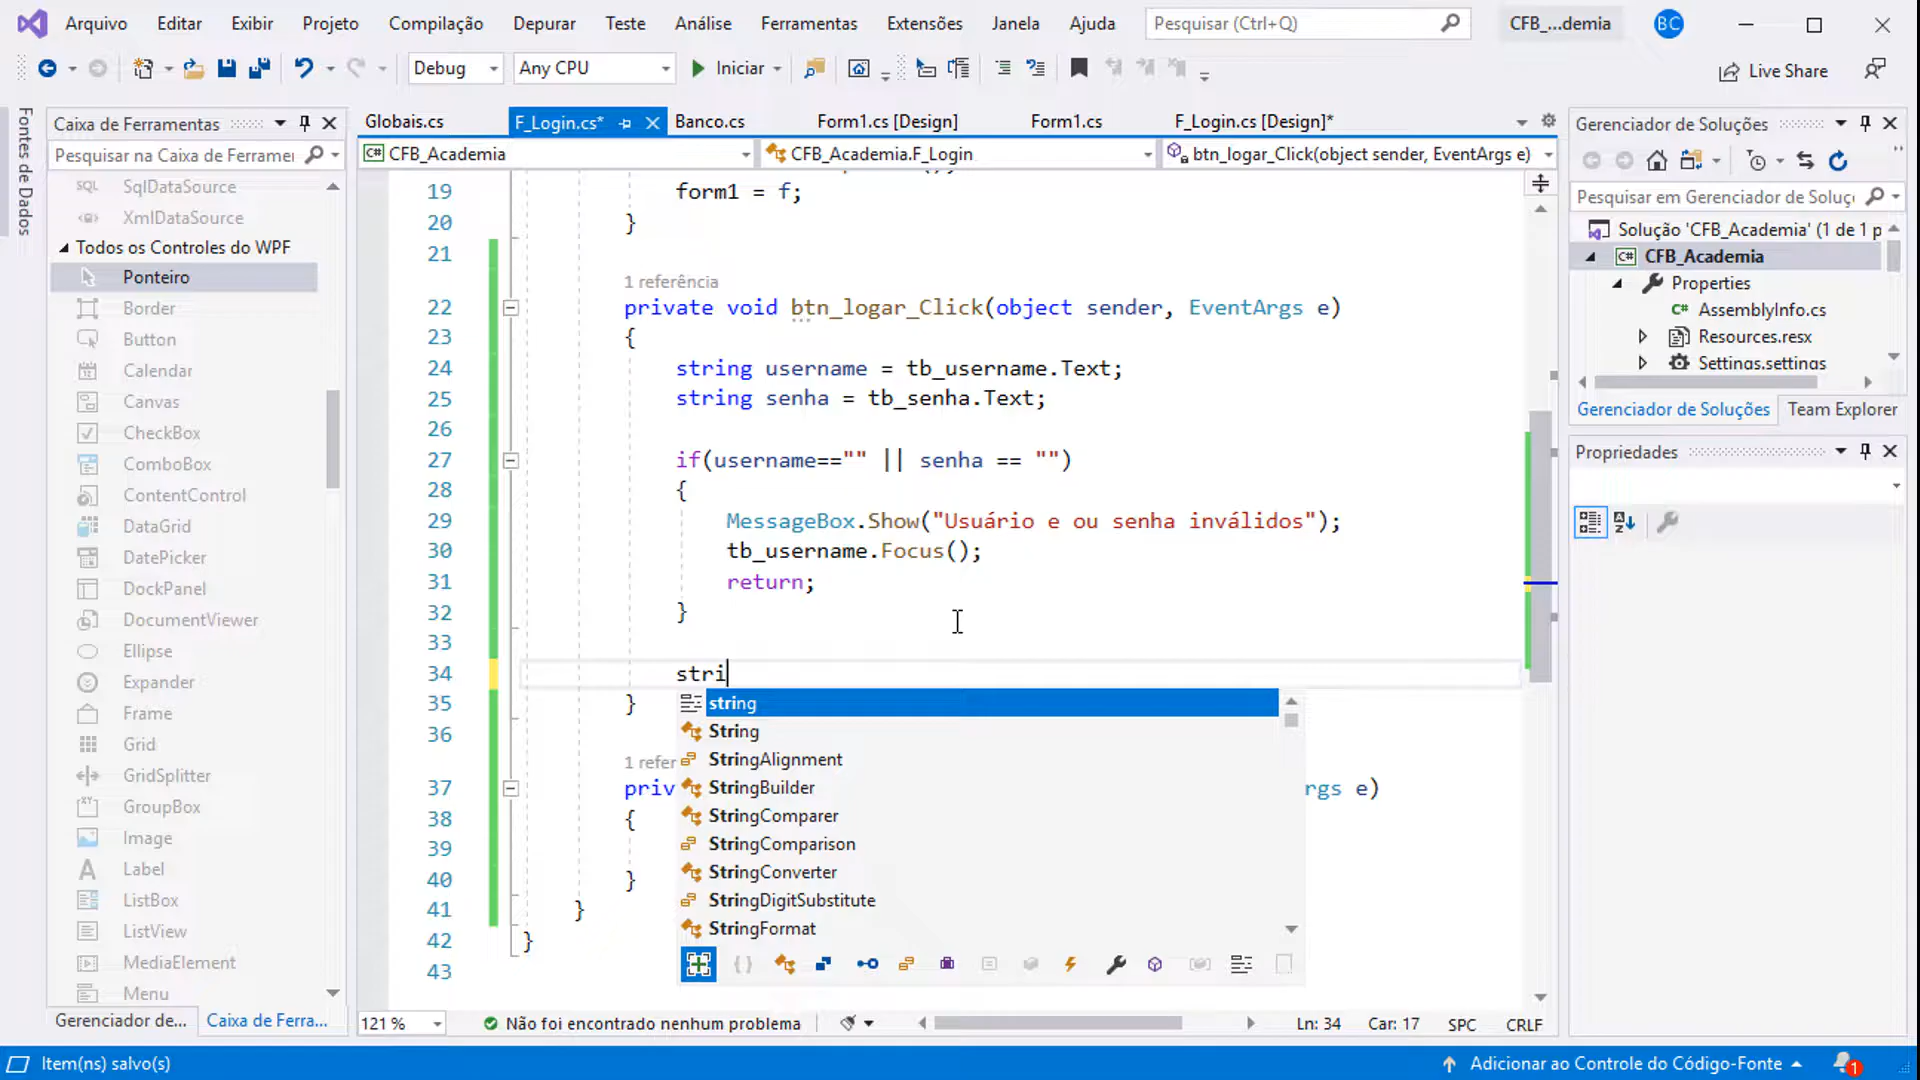 Arquivo Editar Exibir Projeto Compilação Depurar Teste Análise Ferramentas Extensões Janela Ajuda Pesquisar (Ctrl+Q) CFB_...demia BC
Debug Any CPU Iniciar Live Share
Fontes de Dados
Caixa de Ferramentas
Pesquisar na Caixa de Ferramer
SqlDataSource
XmlDataSource
Todos os Controles do WPF
Ponteiro
Border
Button
Calendar
Canvas
CheckBox
ComboBox
ContentControl
DataGrid
DatePicker
DockPanel
DocumentViewer
Ellipse
Expander
Frame
Grid
GridSplitter
GroupBox
Image
Label
ListBox
ListView
MediaElement
Menu
Gerenciador de... Caixa de Ferra...
Globais.cs F_Login.cs* Banco.cs Form1.cs [Design] Form1.cs F_Login.cs [Design]*
CFB_Academia CFB_Academia.F_Login btn_logar_Click(object sender, EventArgs e)
19 form1 = f;
20 }
21
1 referência
22 private void btn_logar_Click(object sender, EventArgs e)
23 {
24 string username = tb_username.Text;
25 string senha = tb_senha.Text;
26
27 if(username=="" || senha == "")
28 {
29 MessageBox.Show("Usuário e ou senha inválidos");
30 tb_username.Focus();
31 return;
32 }
33
34 stri
35 }
36
1 refer
37 priv rgs e)
38 {
39
40 }
41 }
42 }
43
string
String
StringAlignment
StringBuilder
StringComparer
StringComparison
StringConverter
StringDigitSubstitute
StringFormat
121 % Não foi encontrado nenhum problema Ln: 34 Car: 17 SPC CRLF
Gerenciador de Soluções
Pesquisar em Gerenciador de Soluç
Solução 'CFB_Academia' (1 de 1 p
CFB_Academia
Properties
AssemblyInfo.cs
Resources.resx
Settings.settings
Gerenciador de Soluções Team Explorer
Propriedades
Item(ns) salvo(s) Adicionar ao Controle do Código-Fonte 1